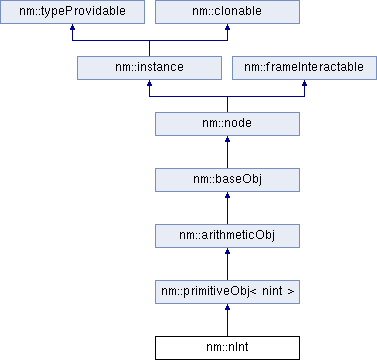 nm::typeProvidable
nm::clonable
nm::instance
nm::frameInteractable
nm::node
nm::baseObj
nm::arithmeticObj
nm::primitiveObj< nint >
nm::nInt